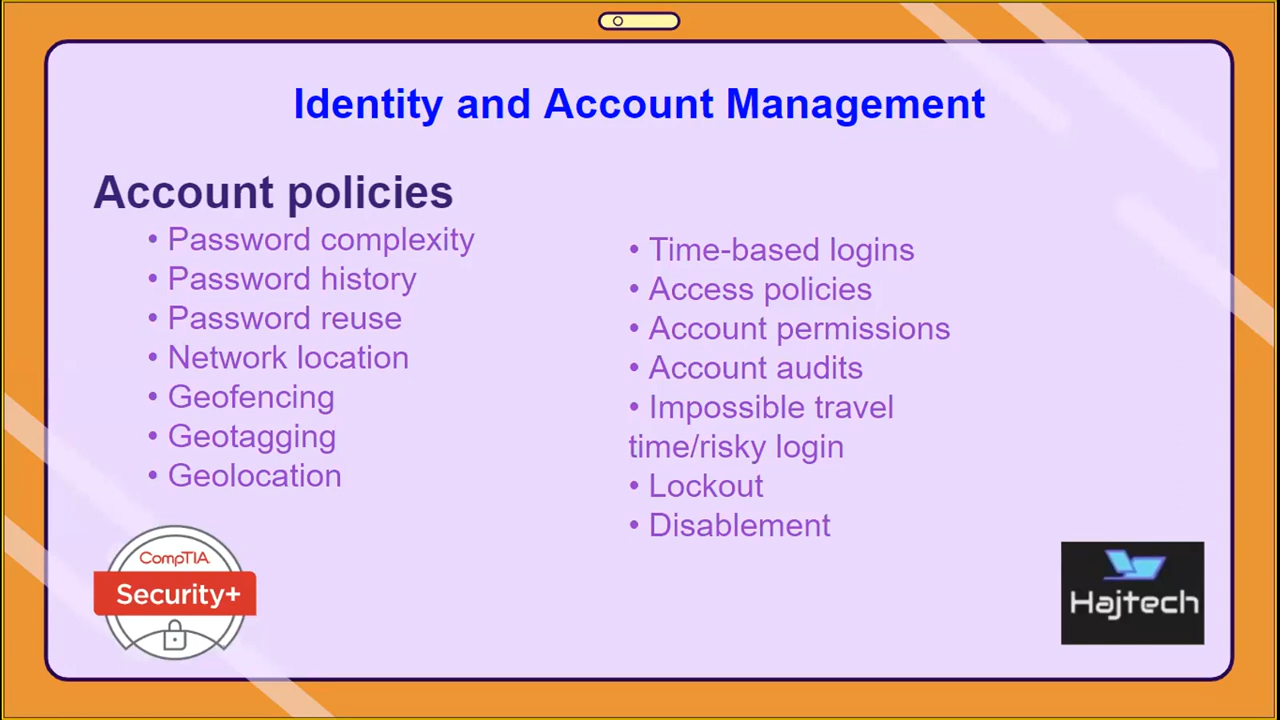 Identity and Account Management
Account policies
• Password complexity
• Password history
• Password reuse
• Network location
• Geofencing
• Geotagging
• Geolocation
• Time-based logins
• Access policies
• Account permissions
• Account audits
• Impossible travel
time/risky login
• Lockout
• Disablement
CompTIA
Security+
Hajtech